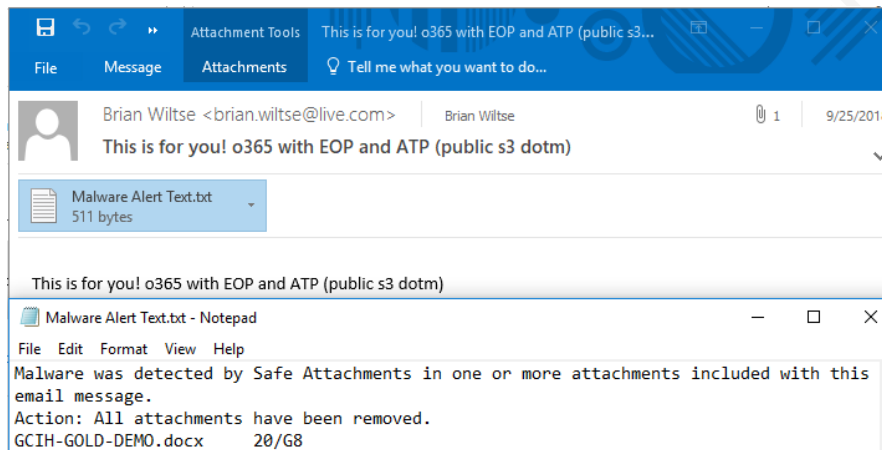 Attachment Tools
This is for you! o365 with EOP and ATP (public s3...
File
Message
Attachments
Tell me what you want to do...
Brian Wiltse <brian.wiltse@live.com>
Brian Wiltse
1
9/25/201
This is for you! o365 with EOP and ATP (public s3 dotm)
Malware Alert Text.txt
511 bytes
This is for you! o365 with EOP and ATP (public s3 dotm)
Malware Alert Text.txt - Notepad
File Edit Format View Help
Malware was detected by Safe Attachments in one or more attachments included with this
email message.
Action: All attachments have been removed.
GCIH-GOLD-DEMO.docx 20/G8